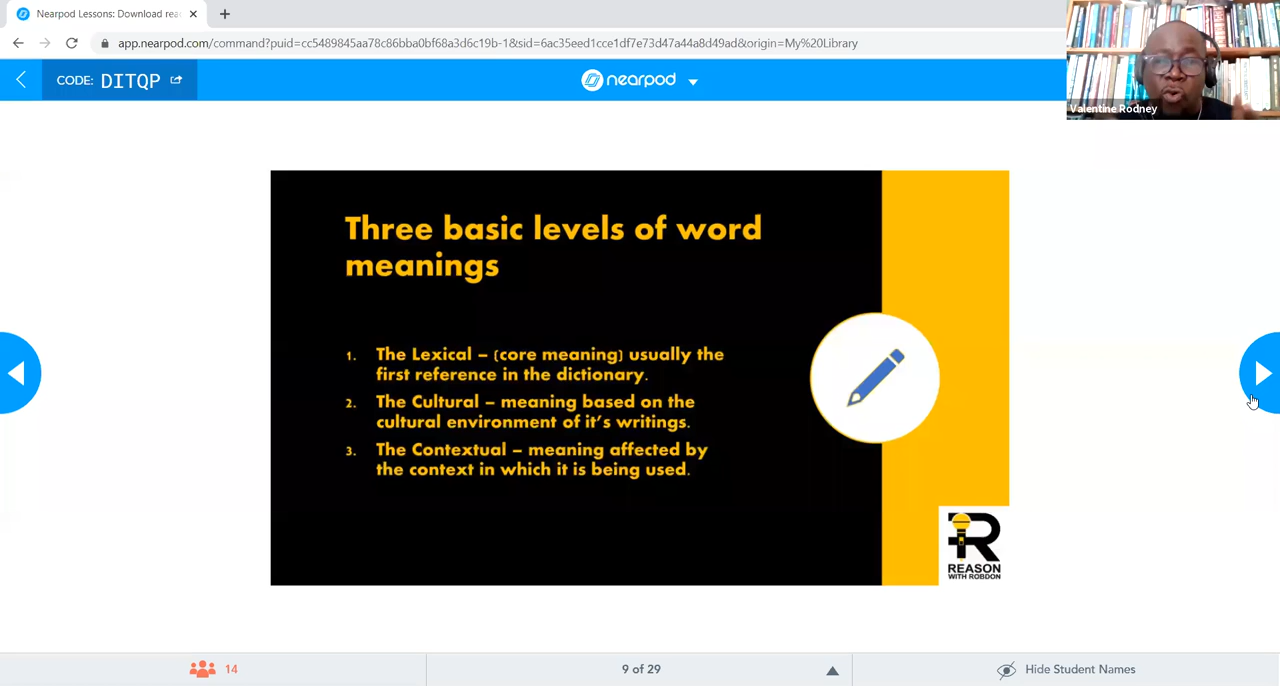 Nearpod Lessons: Download rea
app.nearpod.com/command?puid=cc5489845aa78c86bba0bf68a3d6c19b-1&sid=6ac35eed1cce1df7e73d47a44a8d49ad&origin=My%20Library
CODE: DITQP
nearpod
Valentine Rodney
Three basic levels of word
meanings
1. The Lexical – (core meaning) usually the
first reference in the dictionary.
2. The Cultural – meaning based on the
cultural environment of it's writings.
3. The Contextual – meaning affected by
the context in which it is being used.
R
REASON
WITH ROBDON
14
9 of 29
Hide Student Names